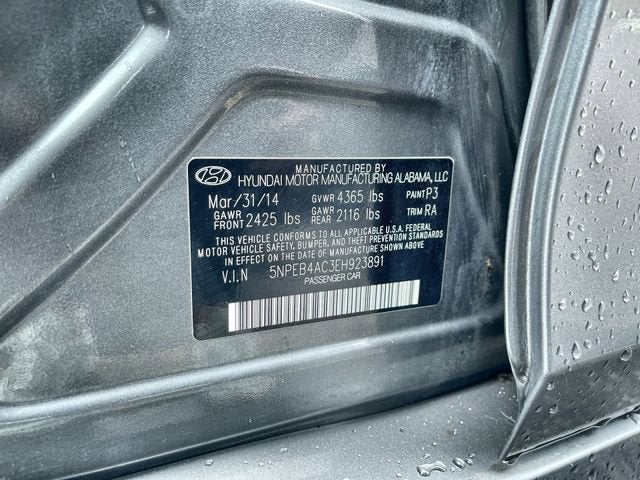 MANUFACTURED BY
HYUNDAI MOTOR MANUFACTURING ALABAMA, LLC
Mar/31/14 GVWR 4365 lbs PAINT P3
GAWR FRONT 2425 lbs GAWR REAR 2116 lbs TRIM RA
THIS VEHICLE CONFORMS TO ALL APPLICABLE U.S.A. FEDERAL
MOTOR VEHICLE SAFETY, BUMPER, AND THEFT PREVENTION
STANDARDS IN EFFECT ON THE DATE OF MANUFACTURE SHOWN ABOVE
V.I.N 5NPEB4AC3EH923891
PASSENGER CAR